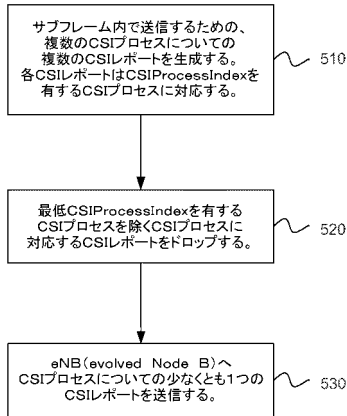 サブフレーム内で送信するための、
複数のCSIプロセスについての
複数のCSIレポートを生成する。
各CSIレポートはCSIProcessIndexを
有するCSIプロセスに対応する。
510
最低CSIProcessIndexを有する
CSIプロセスを除くCSIプロセスに
対応するCSIレポートをドロップする。
520
eNB(evolved Node B)へ
CSIプロセスについての少なくとも1つの
CSIレポートを送信する。
530